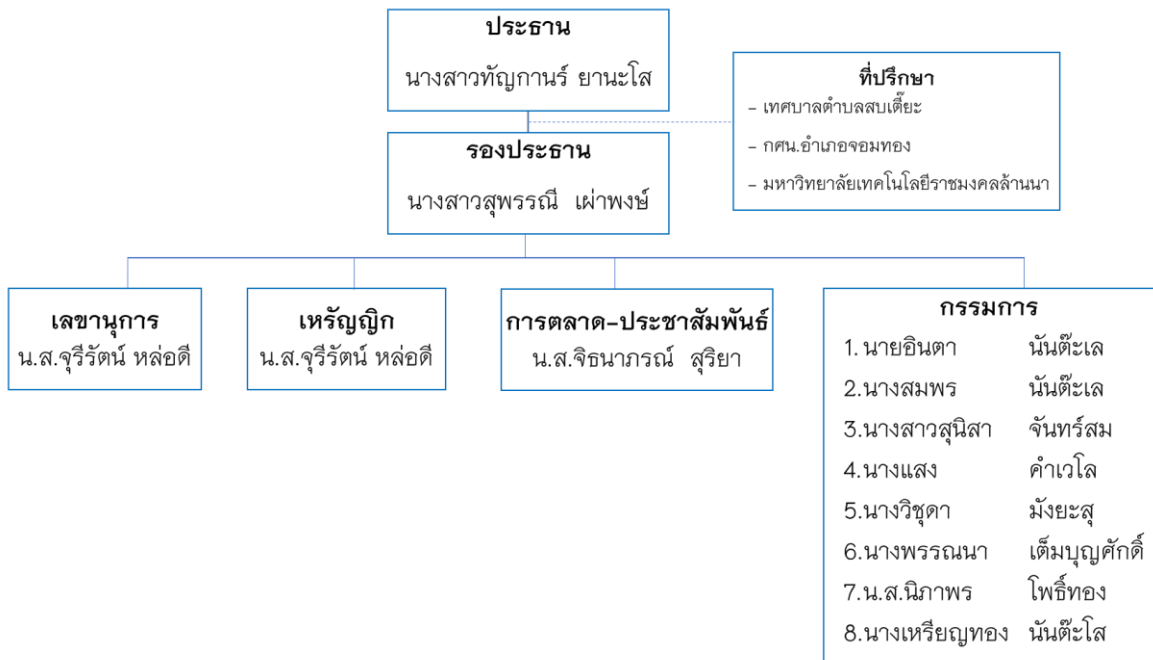 ประธาน
นางสาวทัญกานร์ ยานะโส
ที่ปรึกษา
- เทศบาลตำบลสบเตี๊ยะ
- กศน.อำเภอจอมทอง
- มหาวิทยาลัยเทคโนโลยีราชมงคลล้านนา
รองประธาน
นางสาวสุพรรณี เผ่าพงษ์
เลขานุการ
น.ส.จุรีรัตน์ หล่อดี
เหรัญญิก
น.ส.จุรีรัตน์ หล่อดี
การตลาด-ประชาสัมพันธ์
น.ส.จิธนาภรณ์ สุริยา
กรรมการ
1. นายอินตา นันต๊ะเล
2.นางสมพร นันต๊ะเล
3.นางสาวสุนิสา จันทร์สม
4.นางแสง คำเวโล
5.นางวิชุดา มังยะสุ
6.นางพรรณนา เต็มบุญศักดิ์
7.น.ส.นิภาพร โพธิ์ทอง
8.นางเหรียญทอง นันต๊ะโส